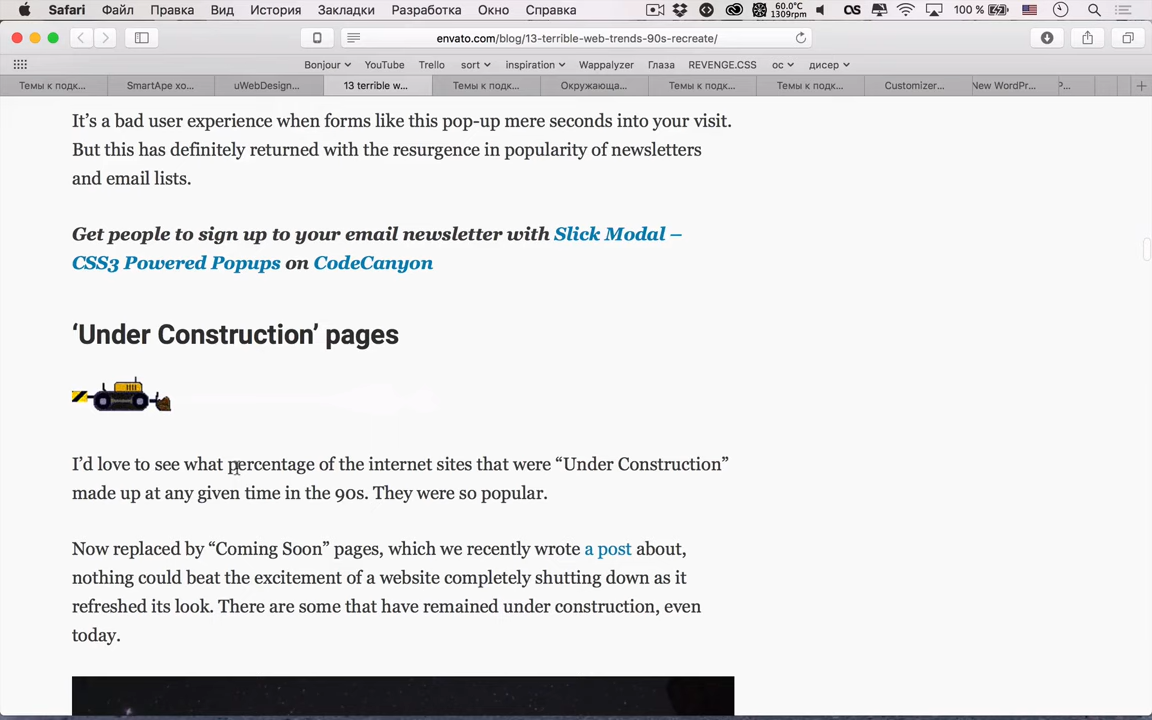 Safari Файл Правка Вид История Закладки Разработка Окно Справка 60.0°C 1309rpm 100 %
envato.com/blog/13-terrible-web-trends-90s-recreate/
Bonjour YouTube Trello sort inspiration Wappalyzer Глаза REVENGE.CSS ос дисер
Темы к подк... SmartApe хо... uWebDesign... 13 terrible w... Темы к подк... Окружающа... Темы к подк... Темы к подк... Customizer... New WordPr... P...
It’s a bad user experience when forms like this pop-up mere seconds into your visit.
But this has definitely returned with the resurgence in popularity of newsletters
and email lists.
Get people to sign up to your email newsletter with Slick Modal –
CSS3 Powered Popups on CodeCanyon
‘Under Construction’ pages
I’d love to see what percentage of the internet sites that were “Under Construction”
made up at any given time in the 90s. They were so popular.
Now replaced by “Coming Soon” pages, which we recently wrote a post about,
nothing could beat the excitement of a website completely shutting down as it
refreshed its look. There are some that have remained under construction, even
today.